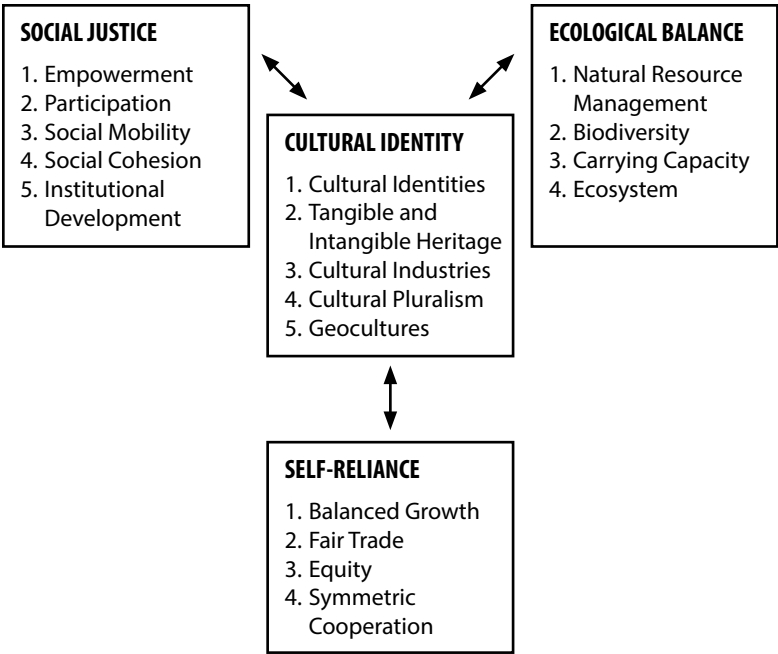 SOCIAL JUSTICE
1. Empowerment
2. Participation
3. Social Mobility
4. Social Cohesion
5. Institutional
Development
ECOLOGICAL BALANCE
1. Natural Resource
Management
2. Biodiversity
3. Carrying Capacity
4. Ecosystem
CULTURAL IDENTITY
1. Cultural Identities
2. Tangible and
Intangible Heritage
3. Cultural Industries
4. Cultural Pluralism
5. Geocultures
SELF-RELIANCE
1. Balanced Growth
2. Fair Trade
3. Equity
4. Symmetric
Cooperation